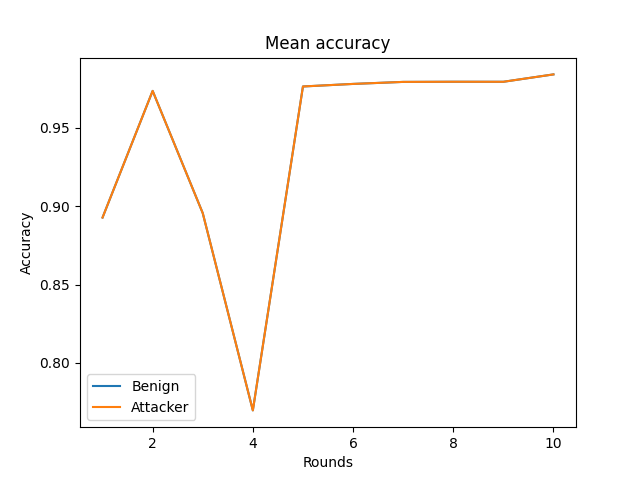 Mean accuracy
Accuracy
0.95
0.90
0.85
0.80
Benign
Attacker
2 4 6 8 10
Rounds